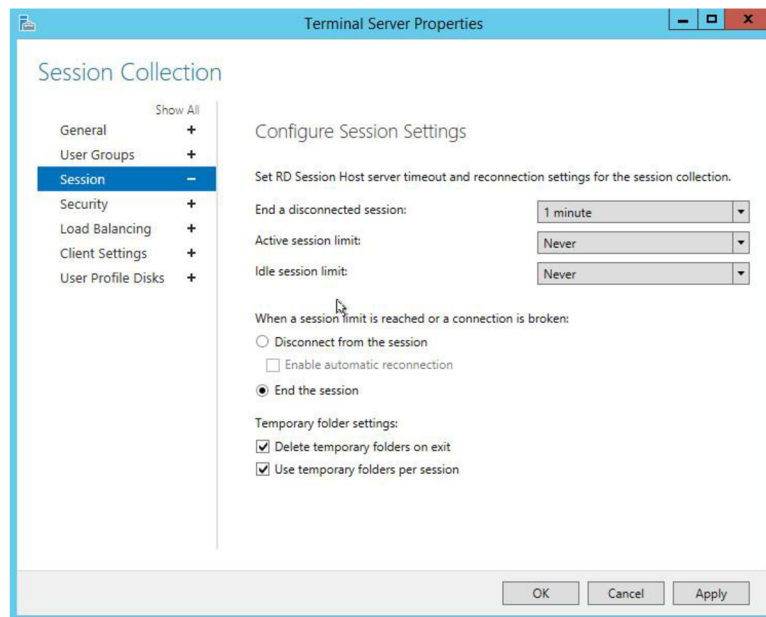 Terminal Server Properties
Session Collection
Show All
General
User Groups
Session
Security
Load Balancing
Client Settings
User Profile Disks
Configure Session Settings
Set RD Session Host server timeout and reconnection settings for the session collection.
End a disconnected session: 1 minute
Active session limit: Never
Idle session limit: Never
When a session limit is reached or a connection is broken:
Disconnect from the session
Enable automatic reconnection
End the session
Temporary folder settings:
Delete temporary folders on exit
Use temporary folders per session
OK Cancel Apply